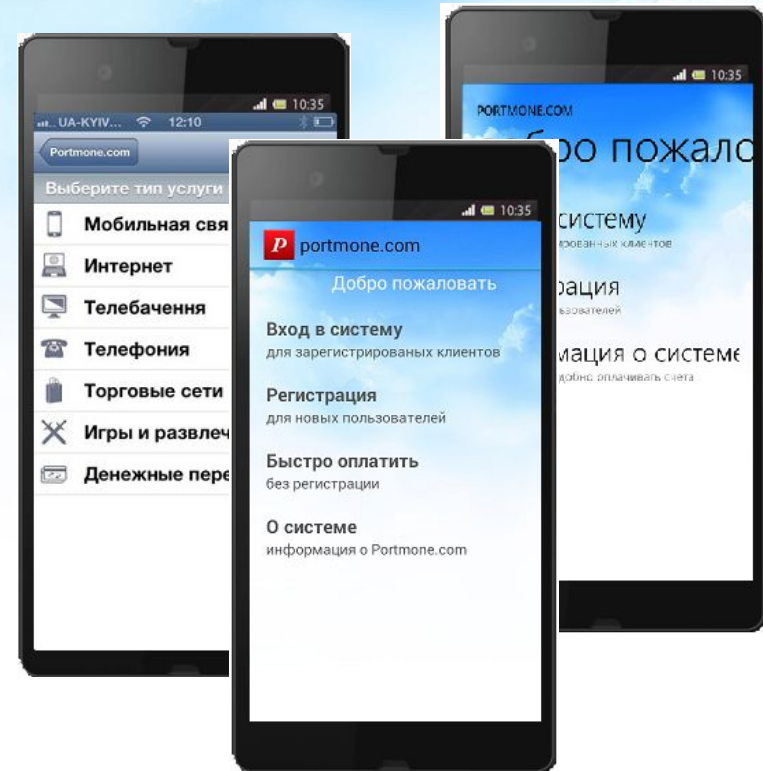 10:35
UA-KYIV... 12:10
Portmone.com
Выберите тип услуги
Мобильная свя
Интернет
Телебачення
Телефония
Торговые сети
Игры и развлеч
Денежные пере
10:35
P portmone.com
Добро пожаловать
Вход в систему
для зарегистрированых клиентов
Регистрация
для новых пользователей
Быстро оплатить
без регистрации
О системе
информация о Portmone.com
10:35
PORTMONE.COM
бро пожало
систему
рованных клиентов
рация
ьзователей
мация о системе
добно оплачивать счета